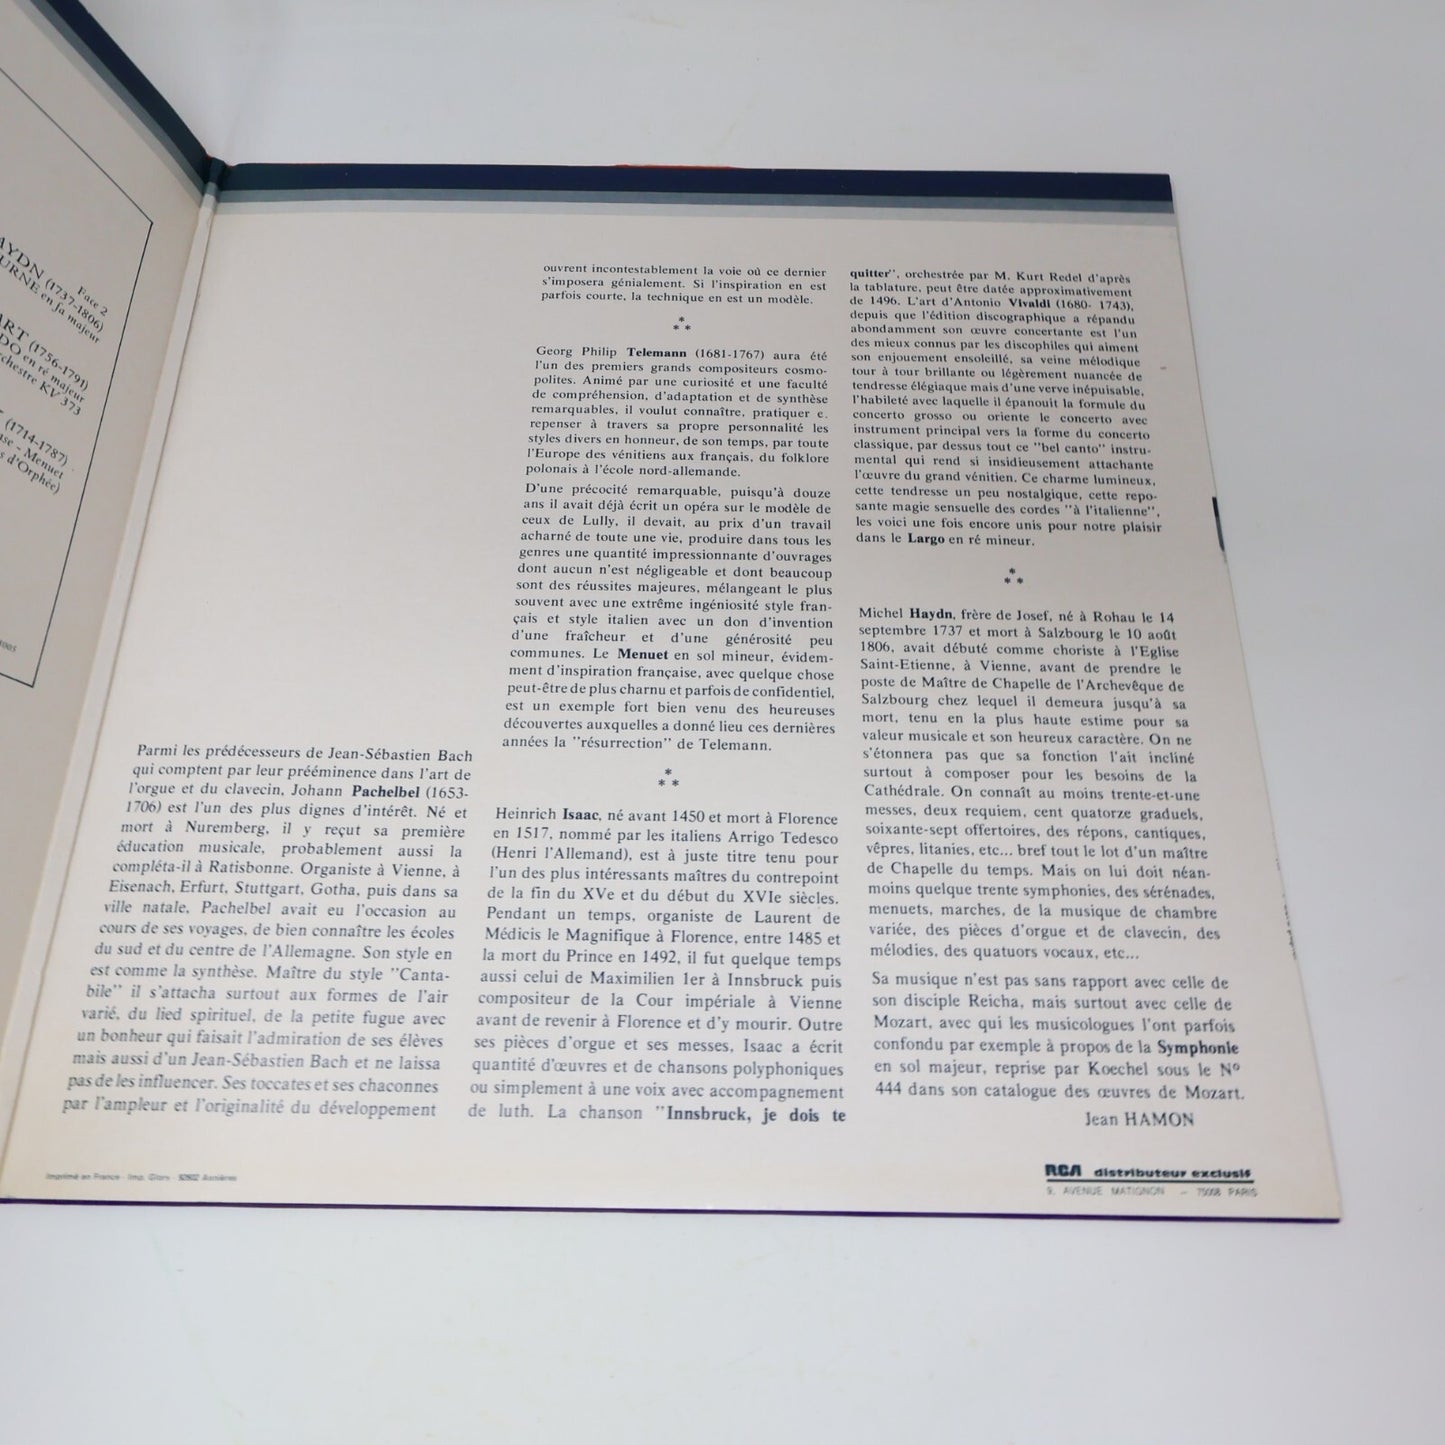 Face 2
AYDN (1737-1806)
URNE en fa majeur
ART (1756-1791)
DO en ré majeur
orchestre KV 373
(1714-1787)
Menuet
d'Orphée)
Parmi les prédécesseurs de Jean-Sébastien Bach
qui comptent par leur prééminence dans l'art de
l'orgue et du clavecin, Johann Pachelbel (1653-
1706) est l'un des plus dignes d'intérêt. Né et
mort à Nuremberg, il y reçut sa première
éducation musicale, probablement aussi la
compléta-il à Ratisbonne. Organiste à Vienne, à
Eisenach, Erfurt, Stuttgart, Gotha, puis dans sa
ville natale, Pachelbel avait eu l'occasion au
cours de ses voyages, de bien connaître les écoles
du sud et du centre de l'Allemagne. Son style en
est comme la synthèse. Maître du style "Canta-
bile" il s'attacha surtout aux formes de l'air
varié, du lied spirituel, de la petite fugue avec
un bonheur qui faisait l'admiration de ses élèves
mais aussi d'un Jean-Sébastien Bach et ne laissa
pas de les influencer. Ses toccates et ses chaconnes
par l'ampleur et l'originalité du développement
ouvrent incontestablement la voie où ce dernier
s'imposera génialement. Si l'inspiration en est
parfois courte, la technique en est un modèle.
*
* *
Georg Philip Telemann (1681-1767) aura été
l'un des premiers grands compositeurs cosmo-
polites. Animé par une curiosité et une faculté
de compréhension, d'adaptation et de synthèse
remarquables, il voulut connaître, pratiquer e.
repenser à travers sa propre personnalité les
styles divers en honneur, de son temps, par toute
l'Europe des vénitiens aux français, du folklore
polonais à l'école nord-allemande.
D'une précocité remarquable, puisqu'à douze
ans il avait déjà écrit un opéra sur le modèle de
ceux de Lully, il devait, au prix d'un travail
acharné de toute une vie, produire dans tous les
genres une quantité impressionnante d'ouvrages
dont aucun n'est négligeable et dont beaucoup
sont des réussites majeures, mélangeant le plus
souvent avec une extrême ingéniosité style fran-
çais et style italien avec un don d'invention
d'une fraîcheur et d'une générosité peu
communes. Le Menuet en sol mineur, évidem-
ment d'inspiration française, avec quelque chose
peut-être de plus charnu et parfois de confidentiel,
est un exemple fort bien venu des heureuses
découvertes auxquelles a donné lieu ces dernières
années la "résurrection" de Telemann.
*
* *
Heinrich Isaac, né avant 1450 et mort à Florence
en 1517, nommé par les italiens Arrigo Tedesco
(Henri l'Allemand), est à juste titre tenu pour
l'un des plus intéressants maîtres du contrepoint
de la fin du XVe et du début du XVIe siècles.
Pendant un temps, organiste de Laurent de
Médicis le Magnifique à Florence, entre 1485 et
la mort du Prince en 1492, il fut quelque temps
aussi celui de Maximilien 1er à Innsbruck puis
compositeur de la Cour impériale à Vienne
avant de revenir à Florence et d'y mourir. Outre
ses pièces d'orgue et ses messes, Isaac a écrit
quantité d'œuvres et de chansons polyphoniques
ou simplement à une voix avec accompagnement
de luth. La chanson "Innsbruck, je dois te
quitter", orchestrée par M. Kurt Redel d'après
la tablature, peut être datée approximativement
de 1496. L'art d'Antonio Vivaldi (1680- 1743),
depuis que l'édition discographique a répandu
abondamment son œuvre concertante est l'un
des mieux connus par les discophiles qui aiment
son enjouement ensoleillé, sa veine mélodique
tour à tour brillante ou légèrement nuancée de
tendresse élégiaque mais d'une verve inépuisable,
l'habileté avec laquelle il épanouit la formule du
concerto grosso ou oriente le concerto avec
instrument principal vers la forme du concerto
classique, par dessus tout ce "bel canto" instru-
mental qui rend si insidieusement attachante
l'œuvre du grand vénitien. Ce charme lumineux,
cette tendresse un peu nostalgique, cette repo-
sante magie sensuelle des cordes "à l'italienne",
les voici une fois encore unis pour notre plaisir
dans le Largo en ré mineur.
*
* *
Michel Haydn, frère de Josef, né à Rohau le 14
septembre 1737 et mort à Salzbourg le 10 août
1806, avait débuté comme choriste à l'Eglise
Saint-Etienne, à Vienne, avant de prendre le
poste de Maître de Chapelle de l'Archevêque de
Salzbourg chez lequel il demeura jusqu'à sa
mort, tenu en la plus haute estime pour sa
valeur musicale et son heureux caractère. On ne
s'étonnera pas que sa fonction l'ait incliné
surtout à composer pour les besoins de la
Cathédrale. On connaît au moins trente-et-une
messes, deux requiem, cent quatorze graduels,
soixante-sept offertoires, des répons, cantiques,
vêpres, litanies, etc... bref tout le lot d'un maître
de Chapelle du temps. Mais on lui doit néan-
moins quelque trente symphonies, des sérénades,
menuets, marches, de la musique de chambre
variée, des pièces d'orgue et de clavecin, des
mélodies, des quatuors vocaux, etc...
Sa musique n'est pas sans rapport avec celle de
son disciple Reicha, mais surtout avec celle de
Mozart, avec qui les musicologues l'ont parfois
confondu par exemple à propos de la Symphonie
en sol majeur, reprise par Koechel sous le Nº
444 dans son catalogue des œuvres de Mozart.
Jean HAMON
Imprimé en France - Imp. Glory - 92602 Asnières
RCA distributeur exclusif
9, AVENUE MATIGNON – 75008 PARIS